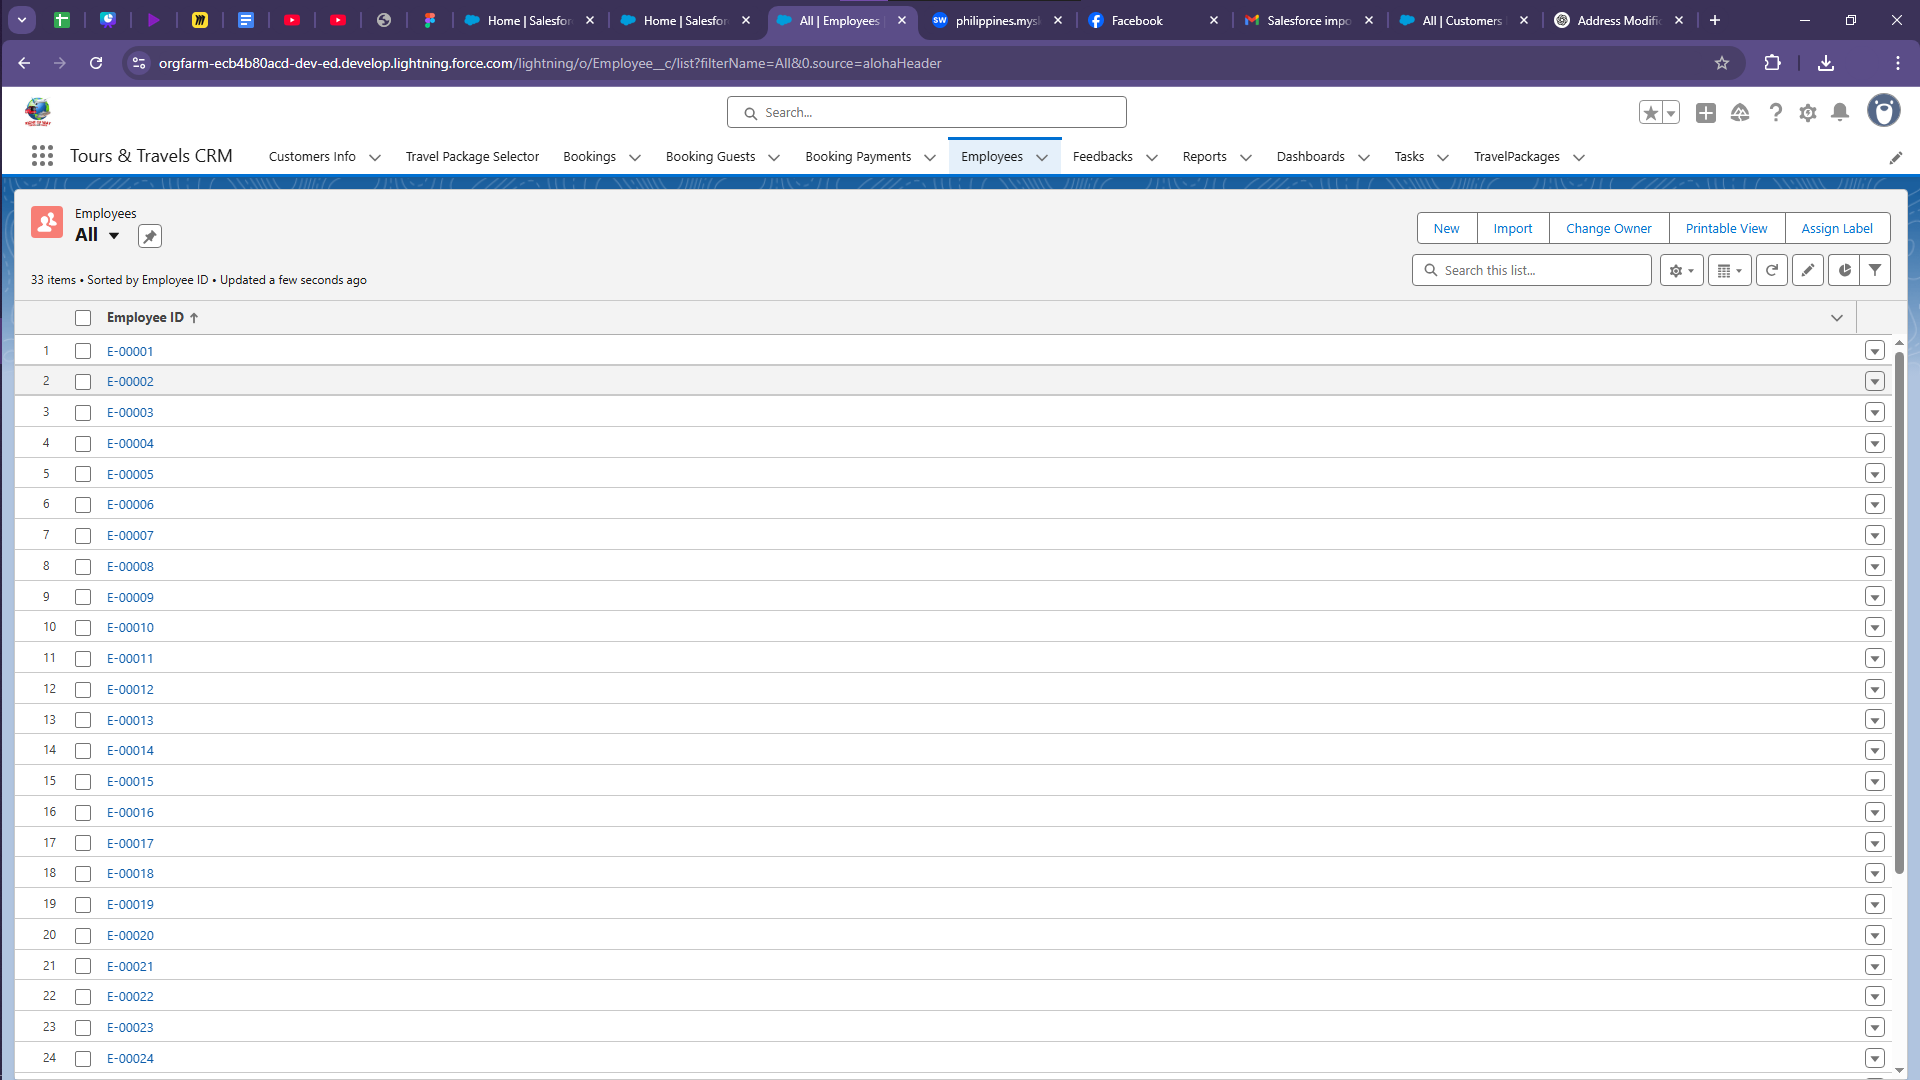 Home | Salesfor
Home | Salesfor
All | Employees
SW philippines.mysl
Facebook
Salesforce impo
All | Customers
Address Modific
orgfarm-ecb4b80acd-dev-ed.develop.lightning.force.com/lightning/o/Employee__c/list?filterName=All&0.source=alohaHeader
Search...
Tours & Travels CRM
Customers Info
Travel Package Selector
Bookings
Booking Guests
Booking Payments
Employees
Feedbacks
Reports
Dashboards
Tasks
TravelPackages
Employees
All
New
Import
Change Owner
Printable View
Assign Label
33 items • Sorted by Employee ID • Updated a few seconds ago
Search this list...
Employee ID
1 E-00001
2 E-00002
3 E-00003
4 E-00004
5 E-00005
6 E-00006
7 E-00007
8 E-00008
9 E-00009
10 E-00010
11 E-00011
12 E-00012
13 E-00013
14 E-00014
15 E-00015
16 E-00016
17 E-00017
18 E-00018
19 E-00019
20 E-00020
21 E-00021
22 E-00022
23 E-00023
24 E-00024